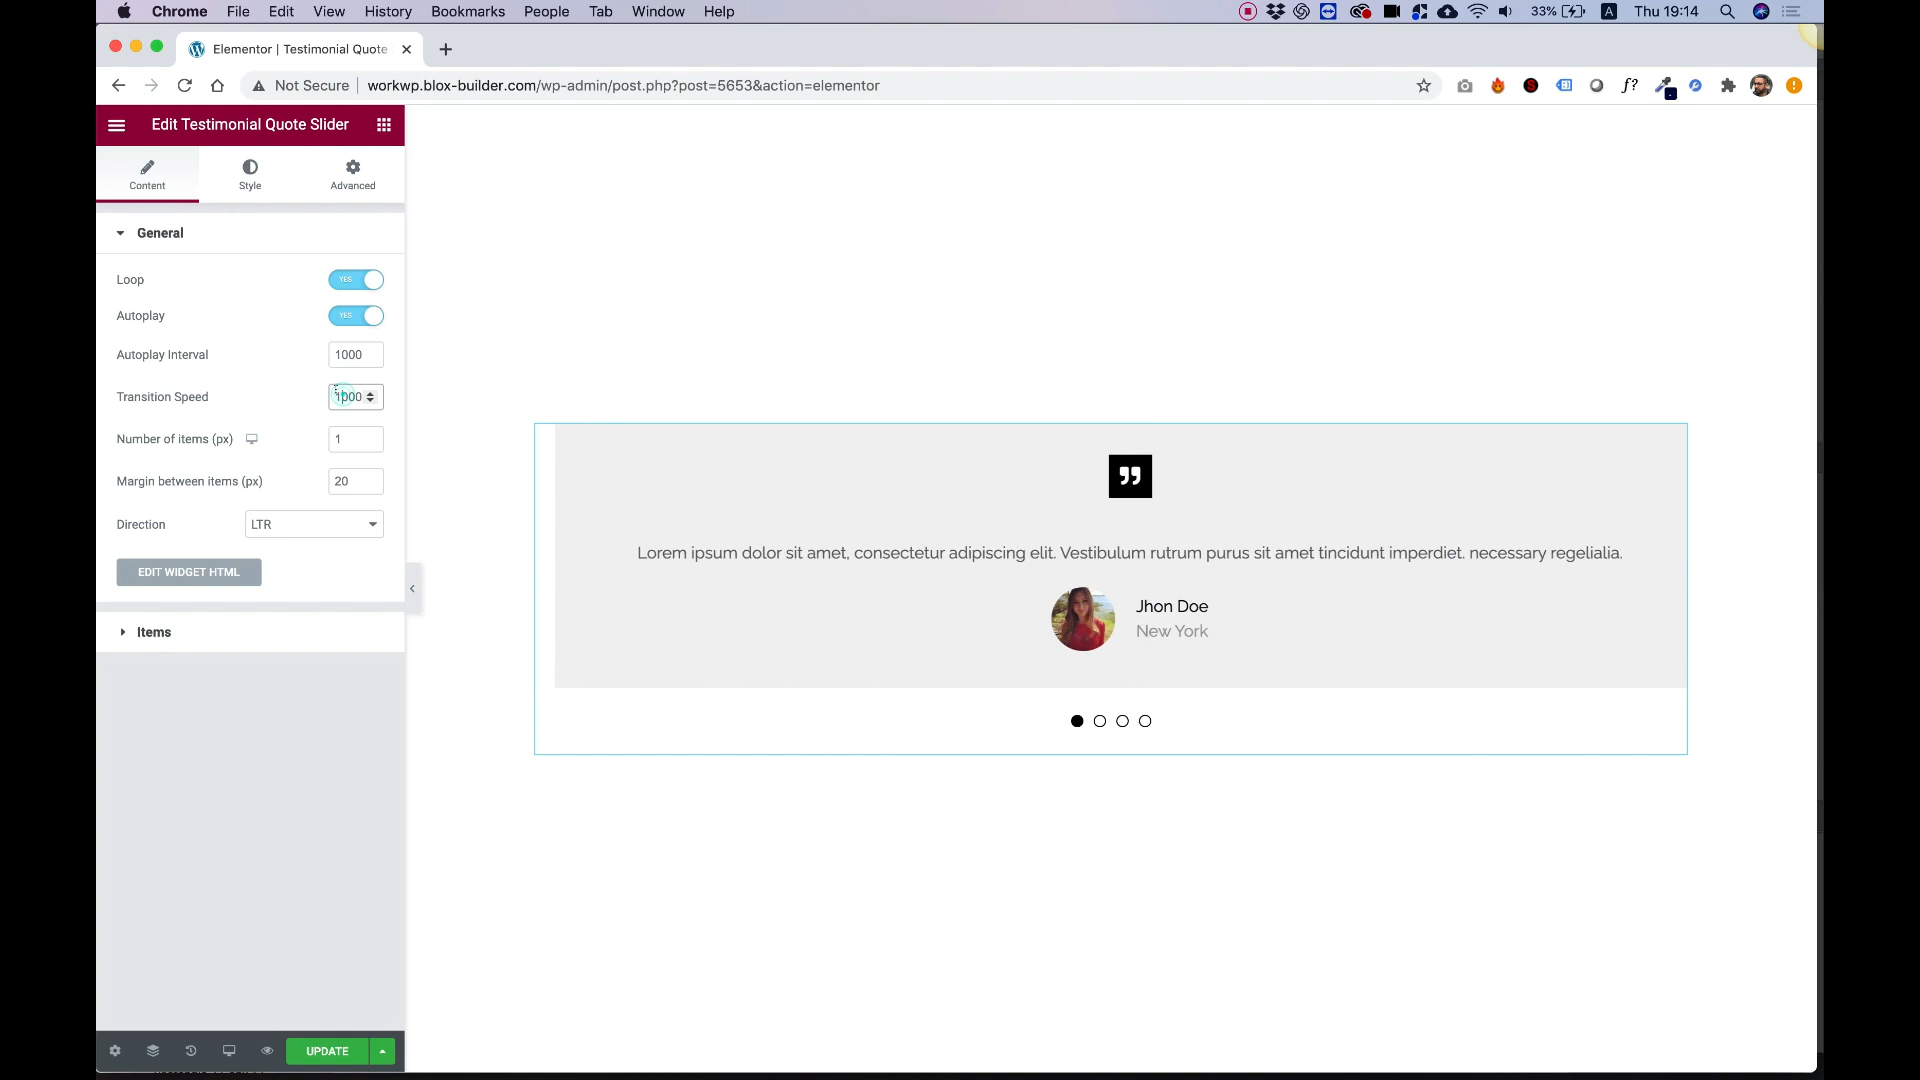 Chrome File Edit View History Bookmarks People Tab Window Help 33% A Thu 19:14
Elementor | Testimonial Quote
Not Secure workwp.blox-builder.com/wp-admin/post.php?post=5653&action=elementor f?
Edit Testimonial Quote Slider
Content Style Advanced
General
Loop YES
Autoplay YES
Autoplay Interval 1000
Transition Speed 1000
Number of items (px) 1
Margin between items (px) 20
Direction LTR
EDIT WIDGET HTML
Items
Lorem ipsum dolor sit amet, consectetur adipiscing elit. Vestibulum rutrum purus sit amet tincidunt imperdiet. necessary regelialia.
Jhon Doe
New York
UPDATE